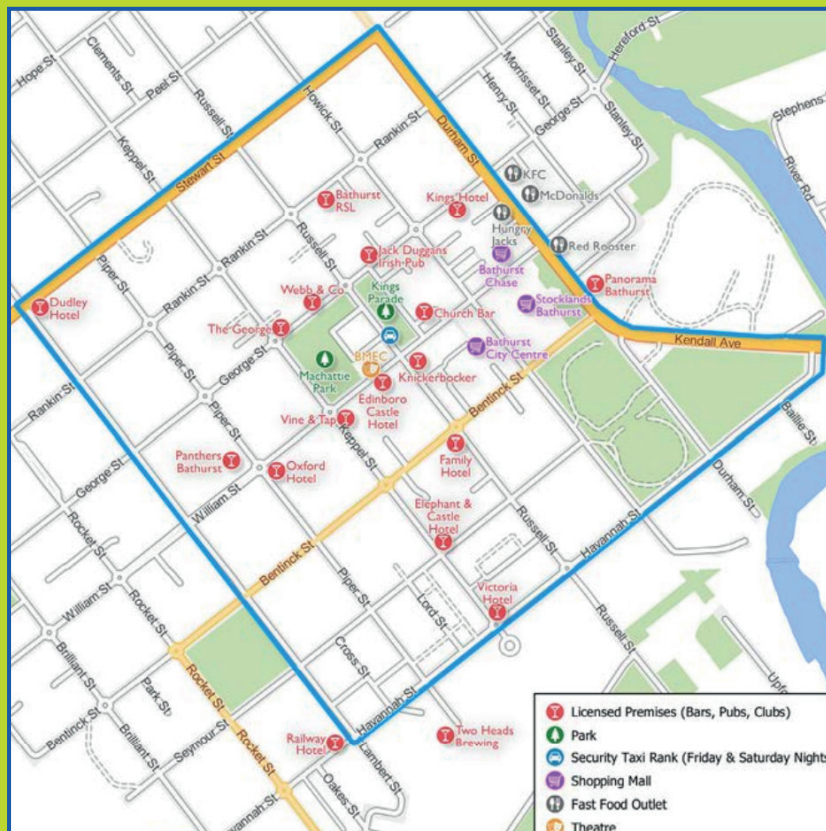 Hope St
Clements St
Peel St
Russell St
Keppel St
Howick St
Rankin St
Durham St
Henry St
Morrisset St
George St
Stanley St
Hereford St
Stanley St
Stephens
River Rd
Stewart St
KFC
McDonalds
Kings' Hotel
Hungry
Jacks
Red Rooster
Bathurst
RSL
Russell St
Rankin St
Jack Duggans
Irish Pub
Bathurst
Chase
Panorama
Bathurst
Piper St
Dudley
Hotel
Rankin St
Webb & Co
Kings
Parade
Church Bar
Stocklands
Bathurst
The George
Bathurst
City Centre
Kendall Ave
Piper St
George St
Machattie
Park
BMEC
Knickerbocker
Edinboro
Castle
Hotel
Bentinck St
Rankin St
Piper St
Vine & Tap
Keppel St
Baillie St
Panthers
Bathurst
Oxford
Hotel
Family
Hotel
Durham St
George St
William St
Elephant &
Castle
Hotel
Russell St
Havannah St
Rocket St
Bentinck St
Piper St
Lord St
Victoria
Hotel
Russell St
William St
Rocket St
Cross St
Brilliant St
Park St
Rocket St
Havannah St
Bentinck St
Brilliant St
Seymour St
Rocket St
Railway
Hotel
Lambert St
Two Heads
Brewing
Oakes St
Havannah St
Upf
Licensed Premises (Bars, Pubs, Clubs)
Park
Security Taxi Rank (Friday & Saturday Nights
Shopping Mall
Fast Food Outlet
Theatre